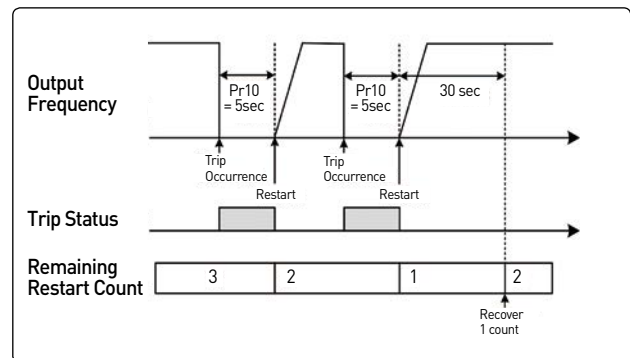 Output
Frequency
Pr10
= 5sec
Pr10
= 5sec
30 sec
Trip
Occurrence
Restart
Trip
Occurrence
Restart
Trip Status
Remaining
Restart Count
3
2
1
2
Recover
1 count